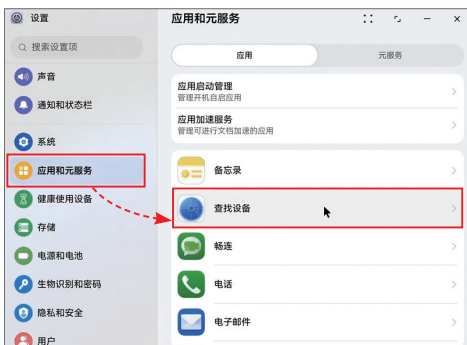 设置
搜索设置项
声音
通知和状态栏
系统
应用和元服务
健康使用设备
存储
电源和电池
生物识别和密码
隐私和安全
用户
应用和元服务
应用
元服务
应用启动管理
管理开机自启应用
应用加速服务
管理可进行文档加速的应用
备忘录
查找设备
畅连
电话
电子邮件